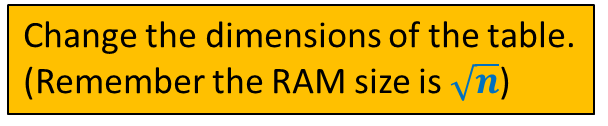 Change the dimensions of the table.
(Remember the RAM size is √n)